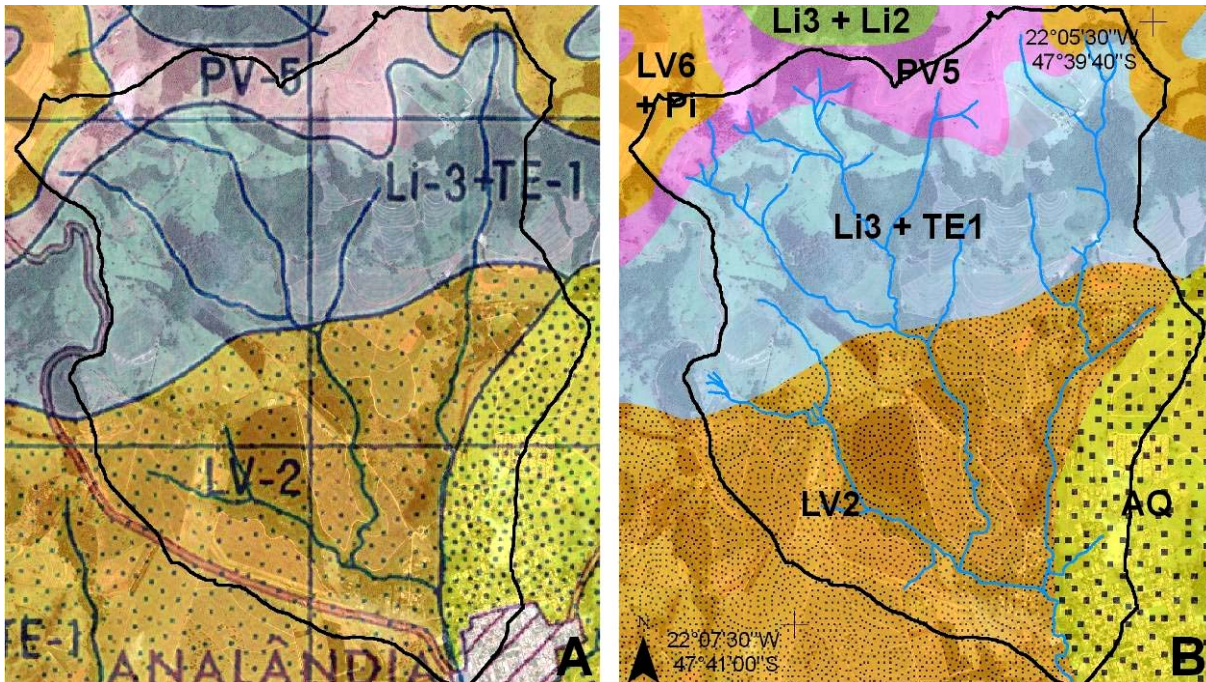 PV-5
Li-3+TE-1
LV-2
TE-1
ANALÂNDIA
A
Li3 + Li2
22°05'30"W
47°39'40"S
LV6
+ Pi
PV5
Li3 + TE1
LV2
AQ
N
22°07'30"W
47°41'00"S
B